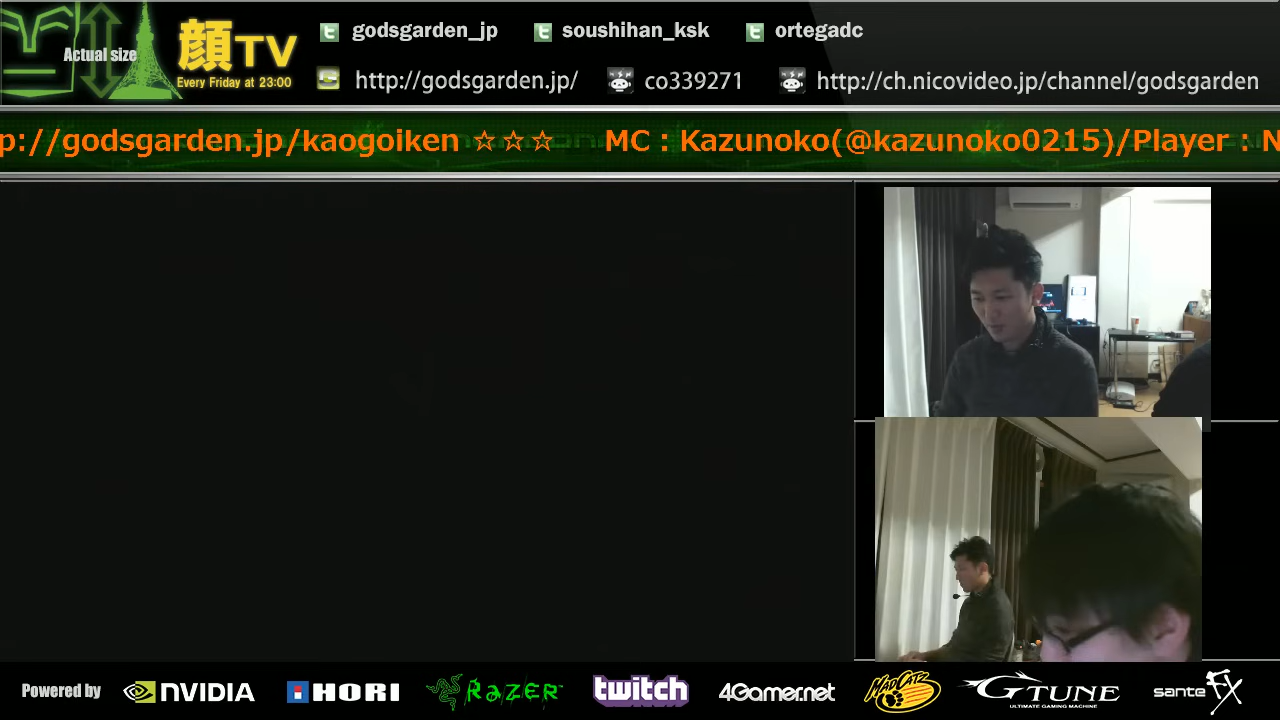 Actual size
顔TV
Every Friday at 23:00
godsgarden_jp soushihan_ksk ortegadc
http://godsgarden.jp/ co339271 http://ch.nicovideo.jp/channel/godsgarden
p://godsgarden.jp/kaogoiken ☆☆☆ MC : Kazunoko(@kazunoko0215)/Player : N
Powered by NVIDIA HORI RAZER twitch 4Gamer.net MAD CATZ G TUNE ULTIMATE GAMING MACHINE sante FX